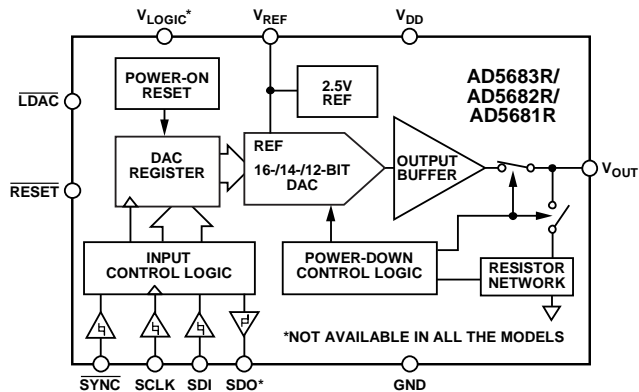 VLOGIC*
VREF
VDD
POWER-ON
RESET
2.5V
REF
AD5683R/
AD5682R/
AD5681R
LDAC
DAC
REGISTER
REF
16-/14-/12-BIT
DAC
OUTPUT
BUFFER
VOUT
RESET
INPUT
CONTROL LOGIC
POWER-DOWN
CONTROL LOGIC
RESISTOR
NETWORK
*NOT AVAILABLE IN ALL THE MODELS
SYNC SCLK SDI SDO* GND